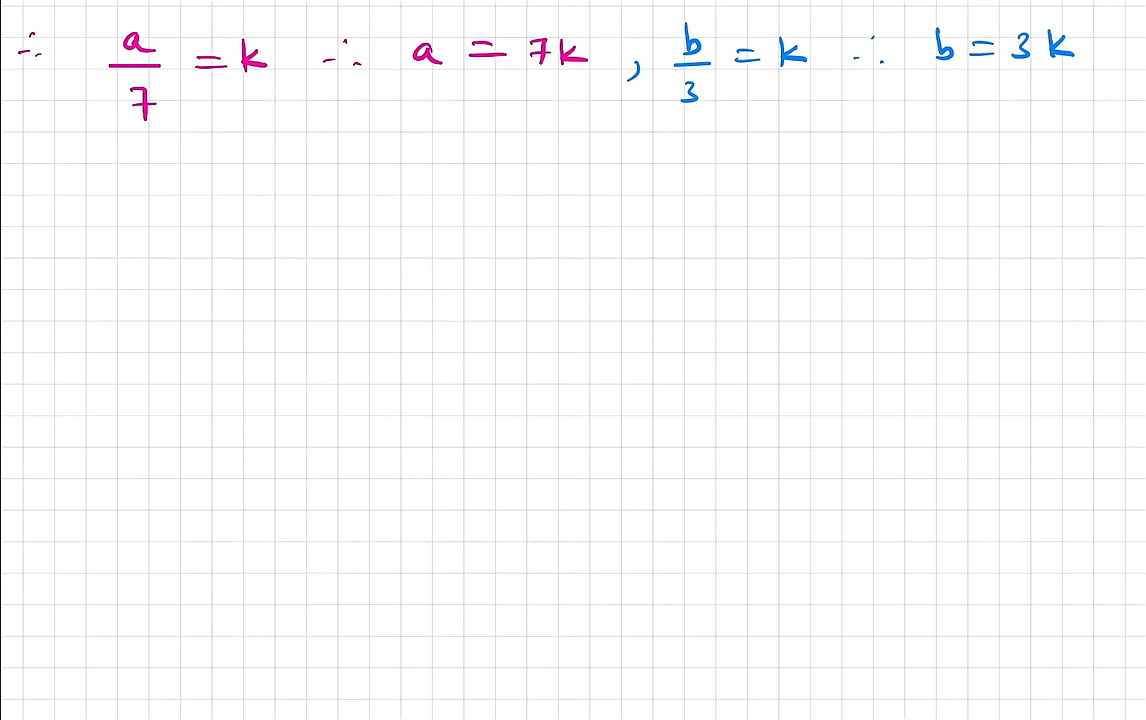 ∴ a/7 = k ∴ a = 7k , b/3 = k ∴ b = 3k